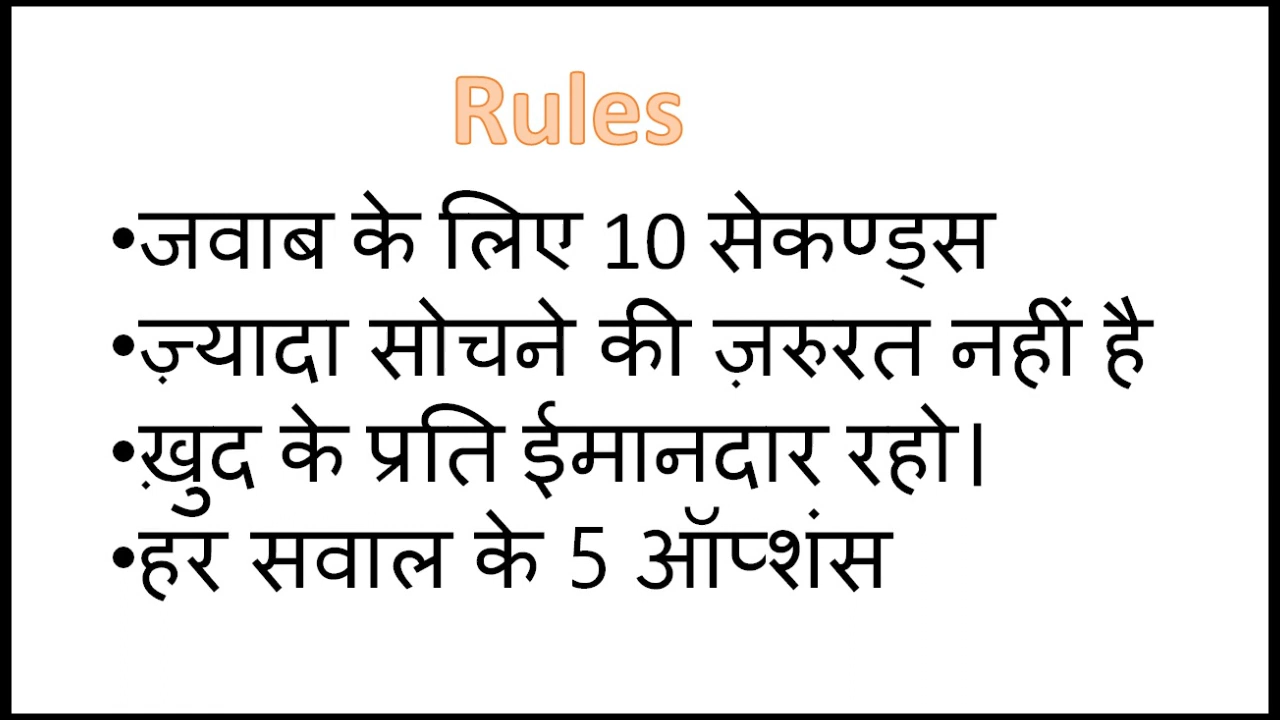 Rules
•जवाब के लिए 10 सेकण्ड्स
•ज़्यादा सोचने की ज़रुरत नहीं है
•ख़ुद के प्रति ईमानदार रहो।
•हर सवाल के 5 ऑप्शंस